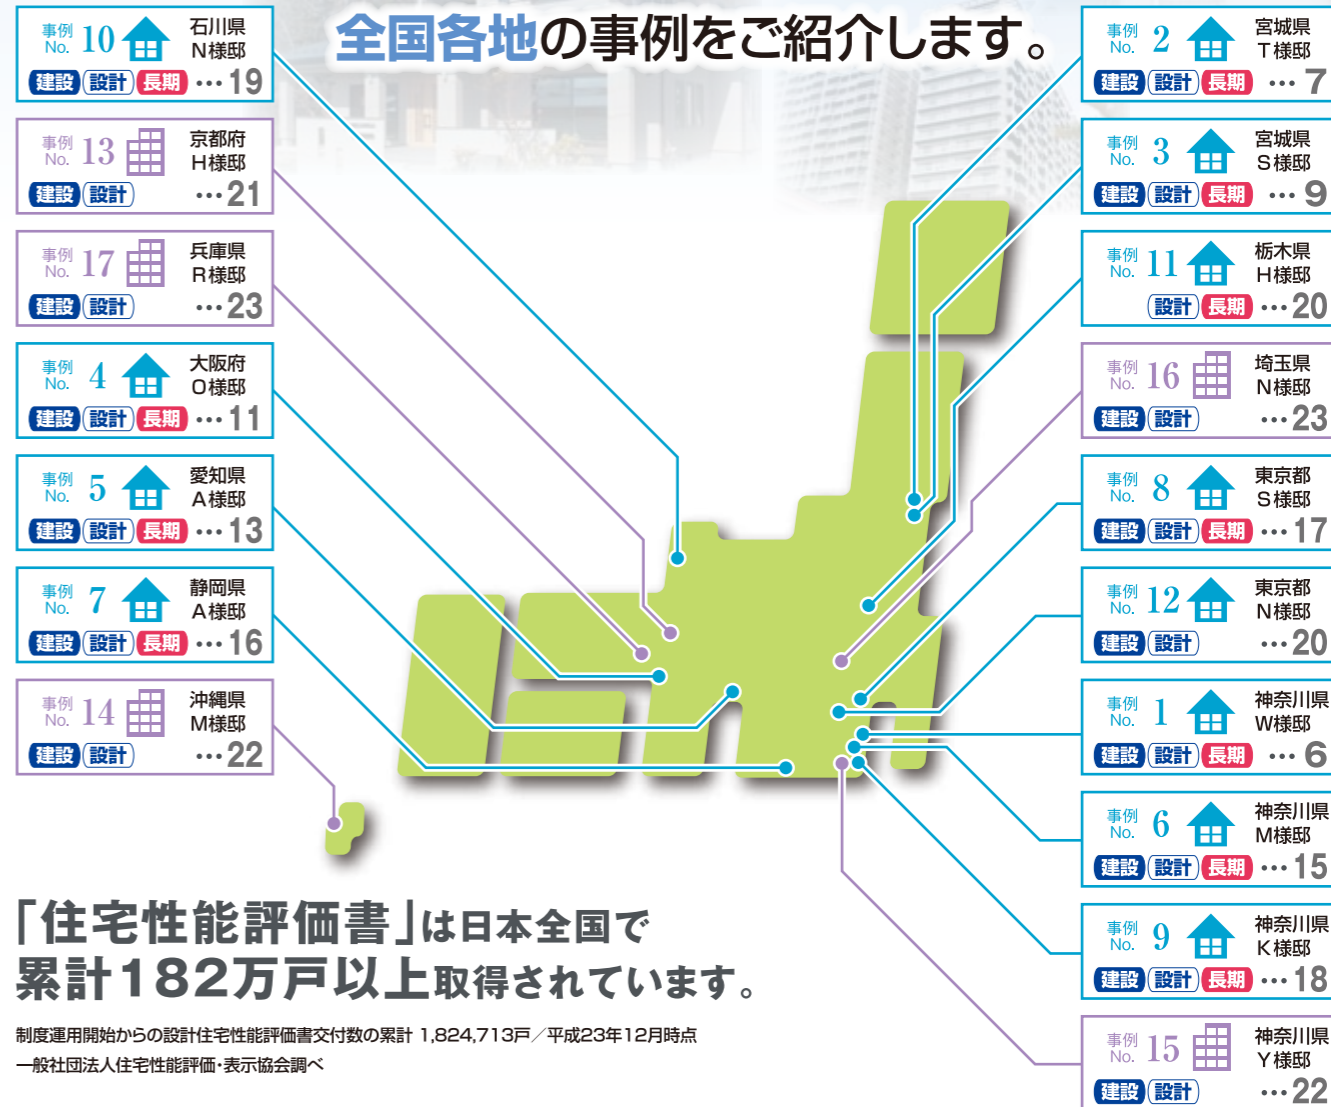 全国各地の事例をご紹介します。
事例 No. 10 石川県 N様邸
建設 設計 長期 …19
事例 No. 13 京都府 H様邸
建設 設計 …21
事例 No. 17 兵庫県 R様邸
建設 設計 …23
事例 No. 4 大阪府 O様邸
建設 設計 長期 …11
事例 No. 5 愛知県 A様邸
建設 設計 長期 …13
事例 No. 7 静岡県 A様邸
建設 設計 長期 …16
事例 No. 14 沖縄県 M様邸
建設 設計 …22
事例 No. 2 宮城県 T様邸
建設 設計 長期 …7
事例 No. 3 宮城県 S様邸
建設 設計 長期 …9
事例 No. 11 栃木県 H様邸
設計 長期 …20
事例 No. 16 埼玉県 N様邸
建設 設計 …23
事例 No. 8 東京都 S様邸
建設 設計 長期 …17
事例 No. 12 東京都 N様邸
建設 設計 …20
事例 No. 1 神奈川県 W様邸
建設 設計 長期 …6
事例 No. 6 神奈川県 M様邸
建設 設計 長期 …15
事例 No. 9 神奈川県 K様邸
建設 設計 長期 …18
事例 No. 15 神奈川県 Y様邸
建設 設計 …22
「住宅性能評価書」は日本全国で
累計182万戸以上取得されています。
制度運用開始からの設計住宅性能評価書交付数の累計 1,824,713戸／平成23年12月時点
一般社団法人住宅性能評価・表示協会調べ